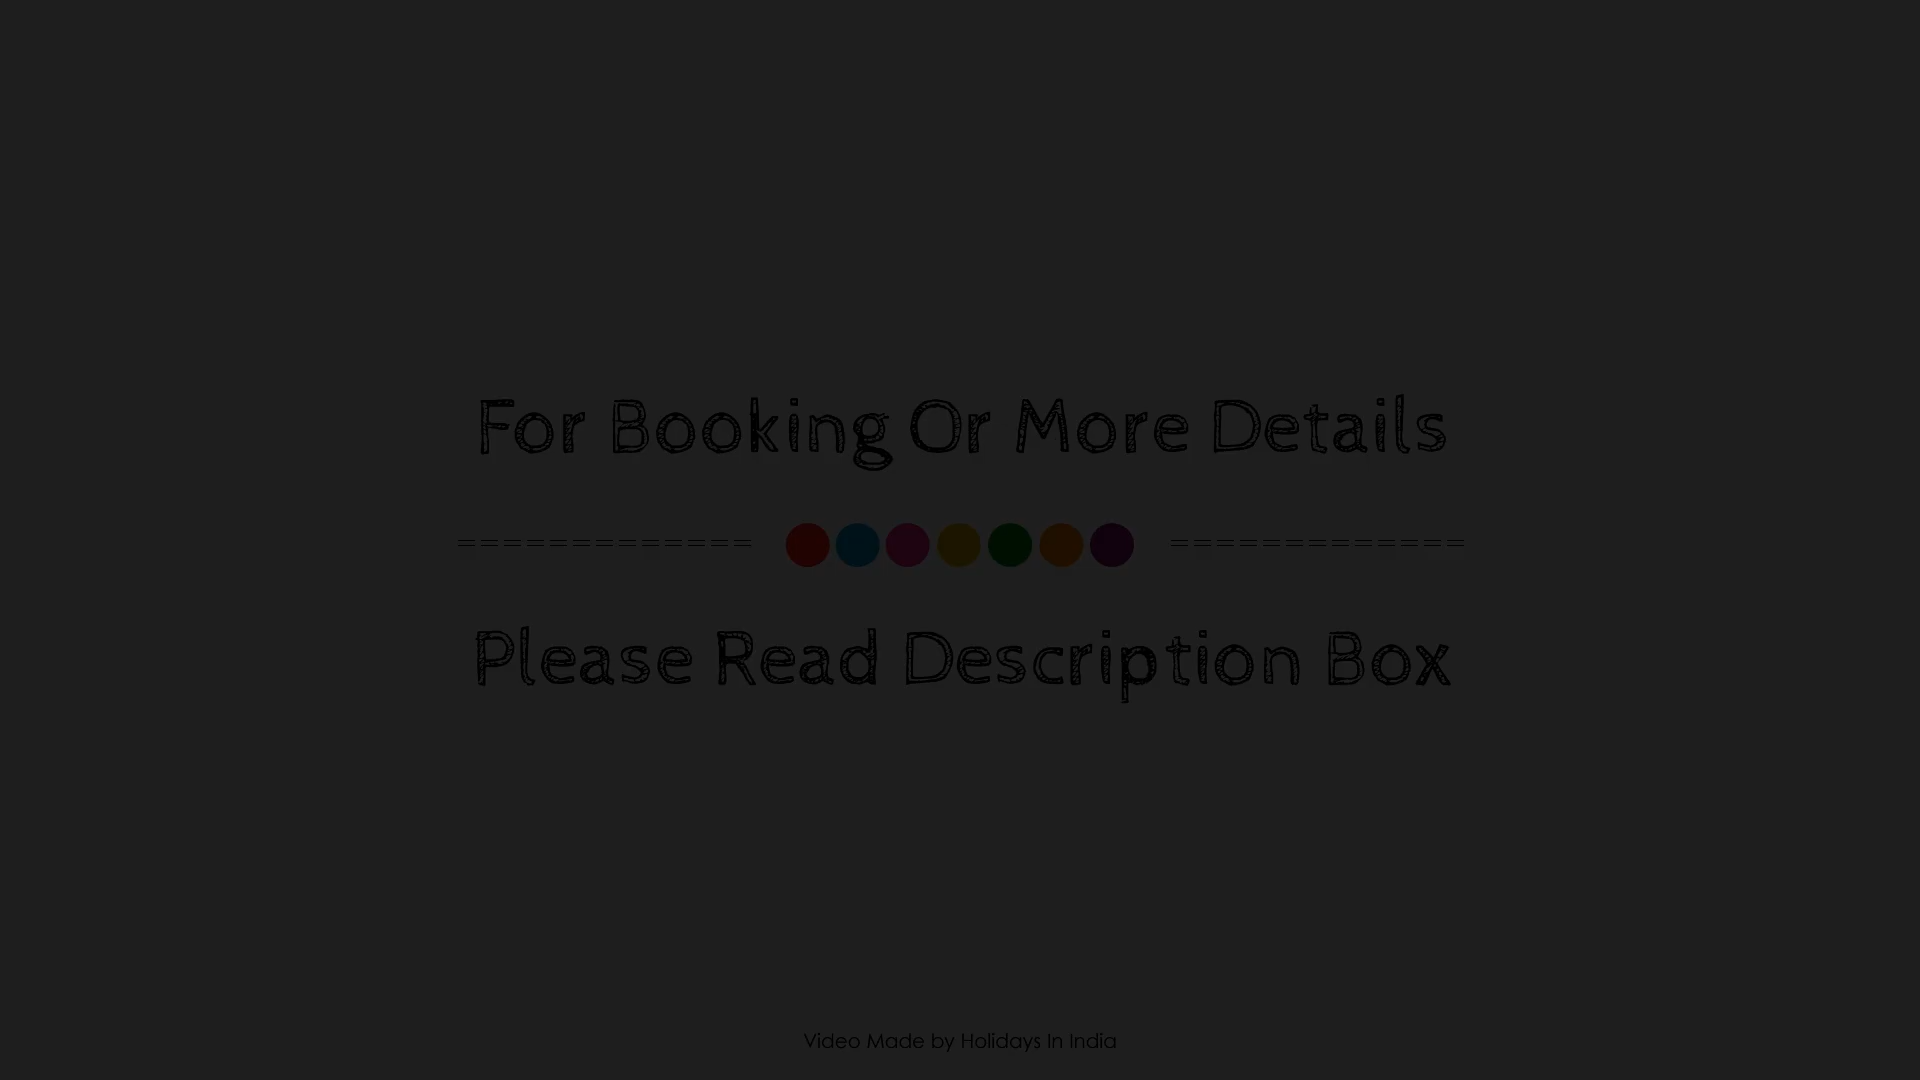 For Booking Or More Details
============= =============
Please Read Description Box
Video Made by Holidays In India